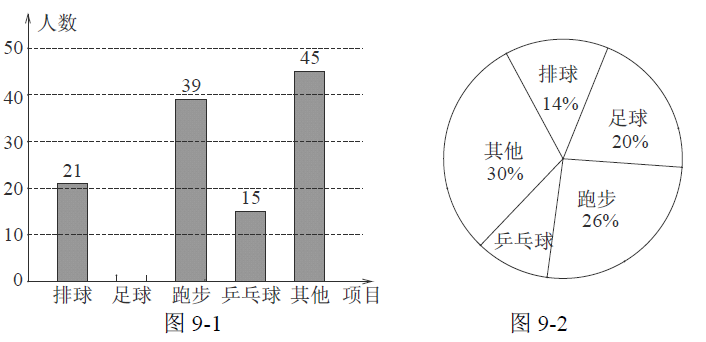 人数
50
40
30
20
10
0
21
39
15
45
排球 足球 跑步 乒乓球 其他 项目
图 9-1
排球
14%
足球
20%
其他
30%
跑步
26%
乒乓球
图 9-2